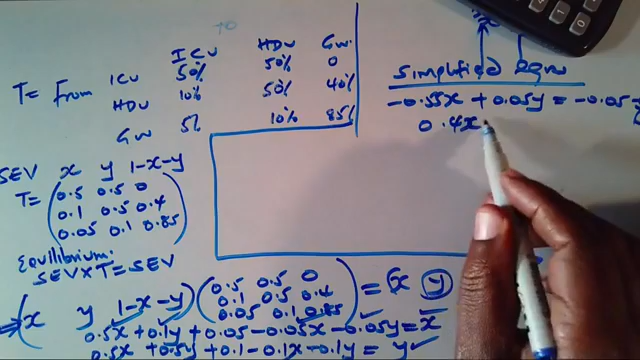 ICU HDU GW
T= From ICU 50% 50% 0
HDU 10% 50% 40%
GW 5% 10% 85%
simplified eqn
-0.55x + 0.05y = -0.05
0.4x
SEV x y 1-x-y
T= (0.5 0.5 0
0.1 0.5 0.4
0.05 0.1 0.85)
Equilibrium:
SEV x T = SEV
(x y 1-x-y) (0.5 0.5 0
0.1 0.5 0.4
0.05 0.1 0.85) = (x y
0.5x + 0.1y + 0.05 - 0.05x - 0.05y = x
0.5x + 0.5y + 0.1 - 0.1x - 0.1y = y